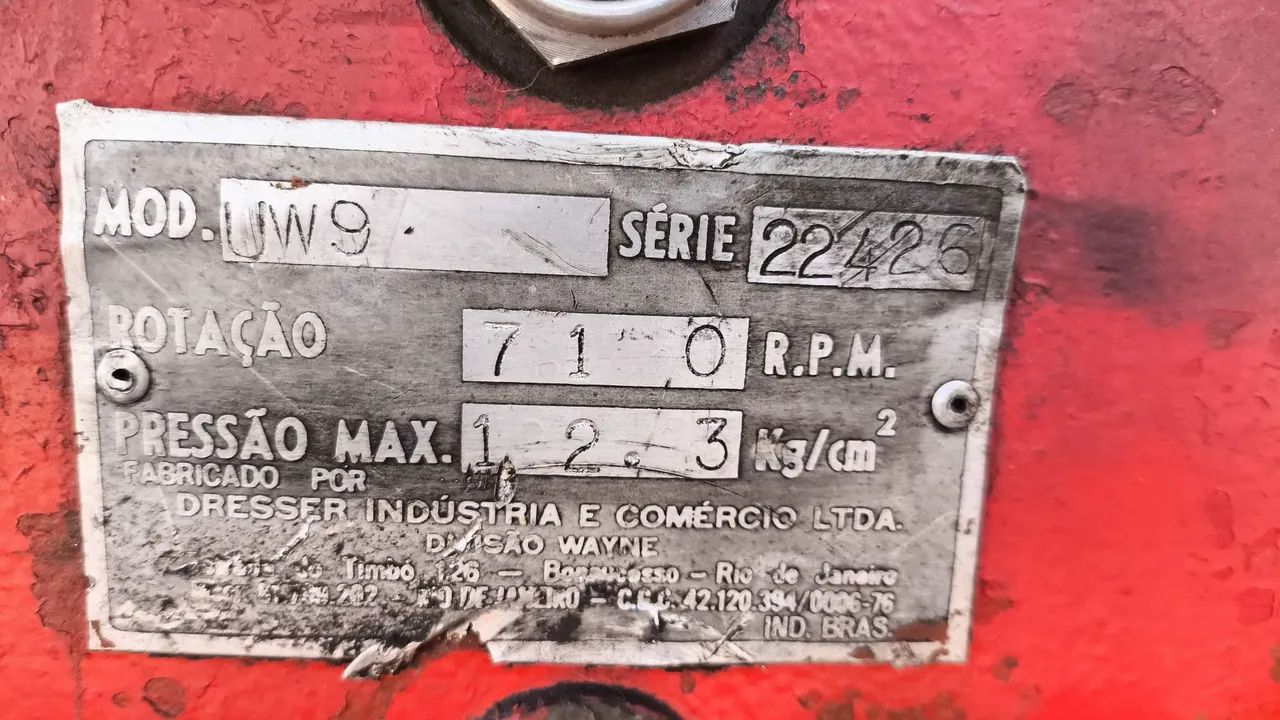 MOD. UW9 SÉRIE 22426
ROTAÇÃO 710 R.P.M.
PRESSÃO MAX. 12.3 Kg/cm²
FABRICADO POR
DRESSER INDÚSTRIA E COMÉRCIO LTDA.
DIVISÃO WAYNE
do Timbó 126 – Bonsucesso – Rio de Janeiro
RIO DE JANEIRO – C.G.C. 42.120.394/0006-76
IND. BRAS.